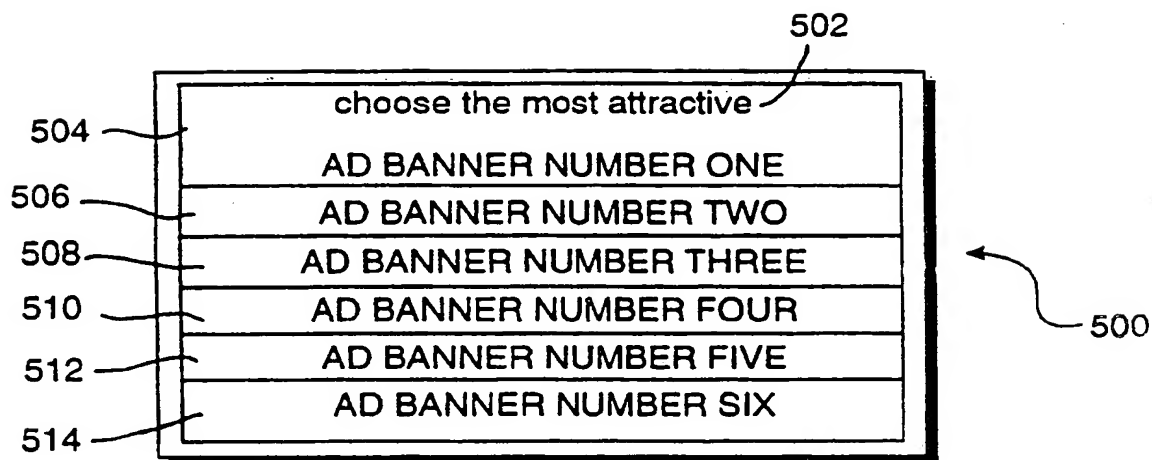 502
choose the most attractive
504
AD BANNER NUMBER ONE
506
AD BANNER NUMBER TWO
508
AD BANNER NUMBER THREE
510
AD BANNER NUMBER FOUR
500
512
AD BANNER NUMBER FIVE
514
AD BANNER NUMBER SIX